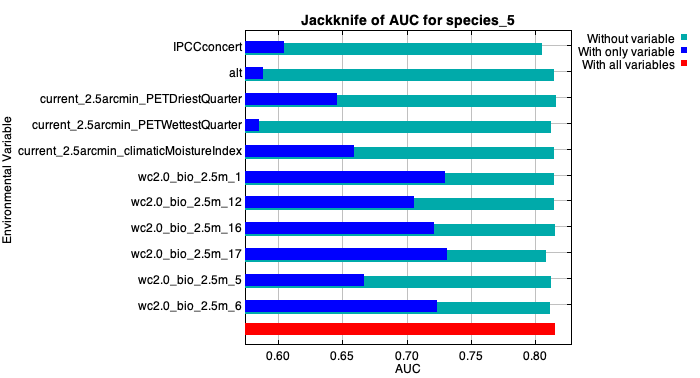 Jackknife of AUC for species_5
Without variable
With only variable
With all variables
Environmental Variable
IPCCconcert
alt
current_2.5arcmin_PETDriestQuarter
current_2.5arcmin_PETWettestQuarter
current_2.5arcmin_climaticMoistureIndex
wc2.0_bio_2.5m_1
wc2.0_bio_2.5m_12
wc2.0_bio_2.5m_16
wc2.0_bio_2.5m_17
wc2.0_bio_2.5m_5
wc2.0_bio_2.5m_6
0.60 0.65 0.70 0.75 0.80
AUC